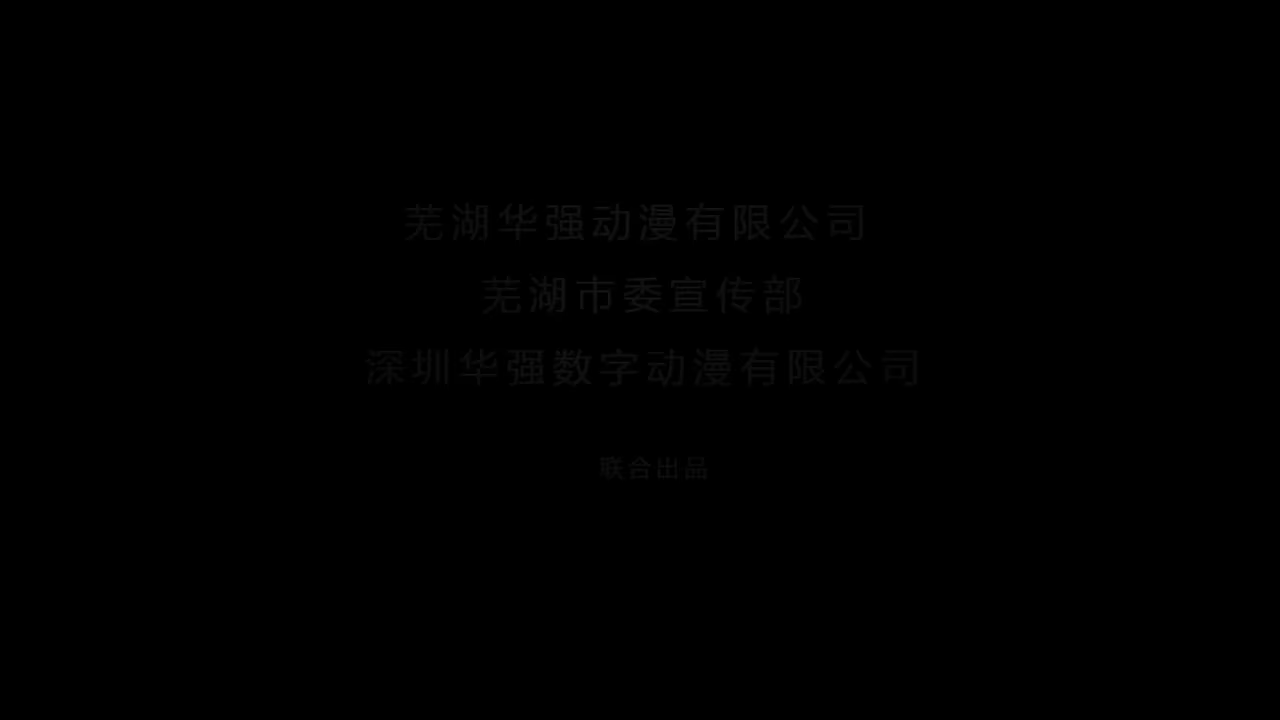 芜湖华强动漫有限公司
芜湖市委宣传部
深圳华强数字动漫有限公司
联合出品